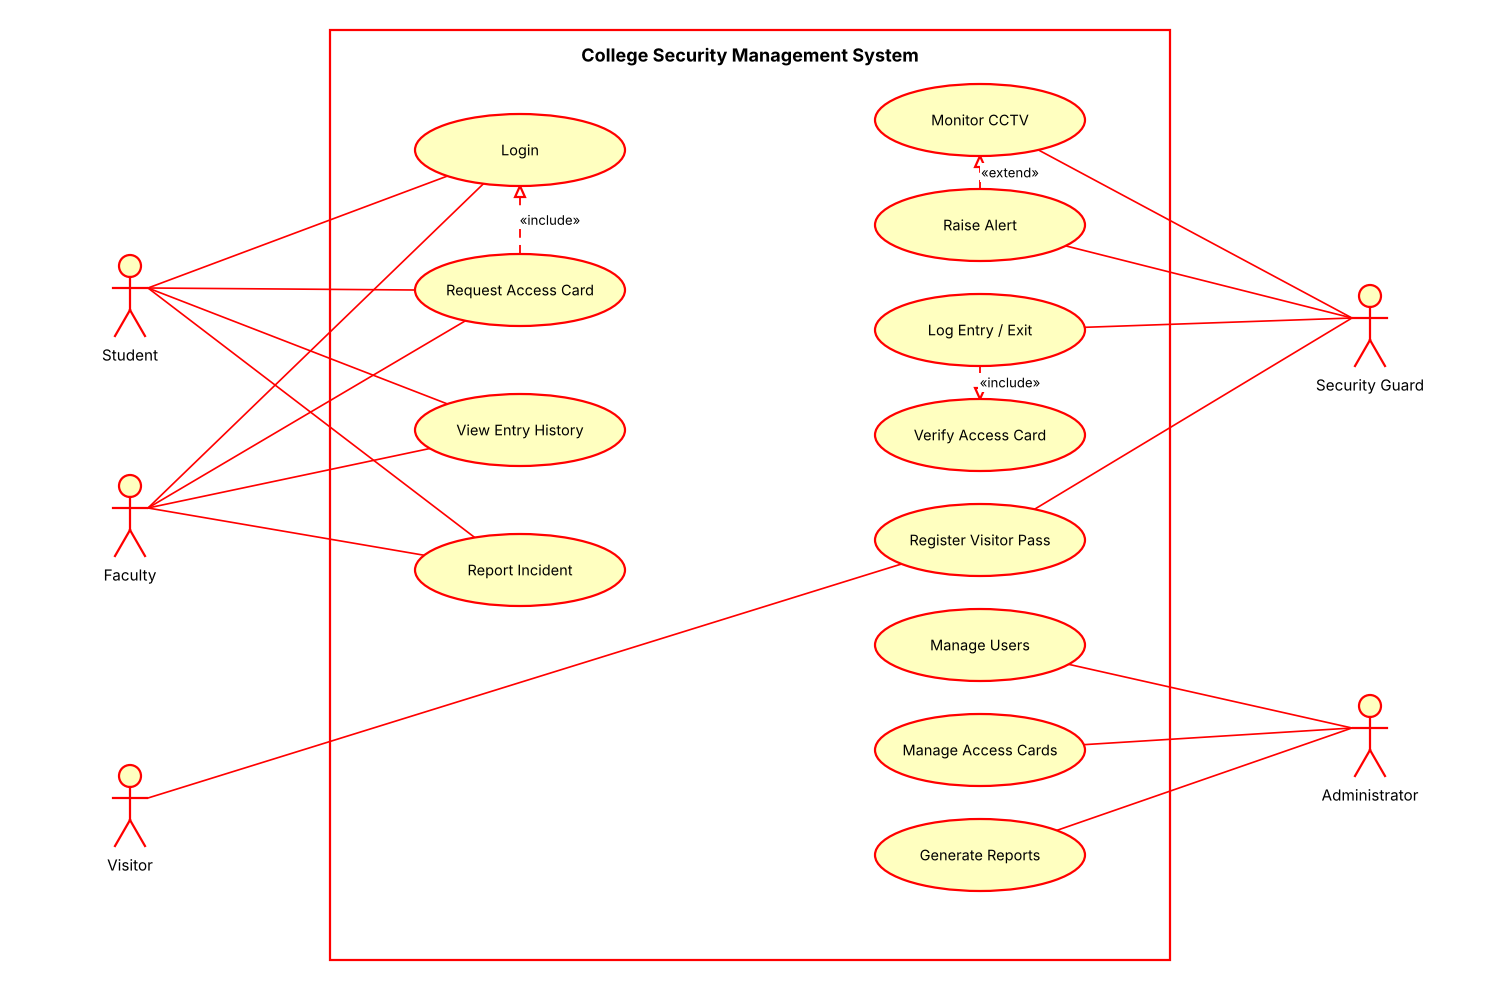 College Security Management System
Login
«include»
Request Access Card
View Entry History
Report Incident
Monitor CCTV
«extend»
Raise Alert
Log Entry / Exit
«include»
Verify Access Card
Register Visitor Pass
Manage Users
Manage Access Cards
Generate Reports
Student
Faculty
Visitor
Security Guard
Administrator